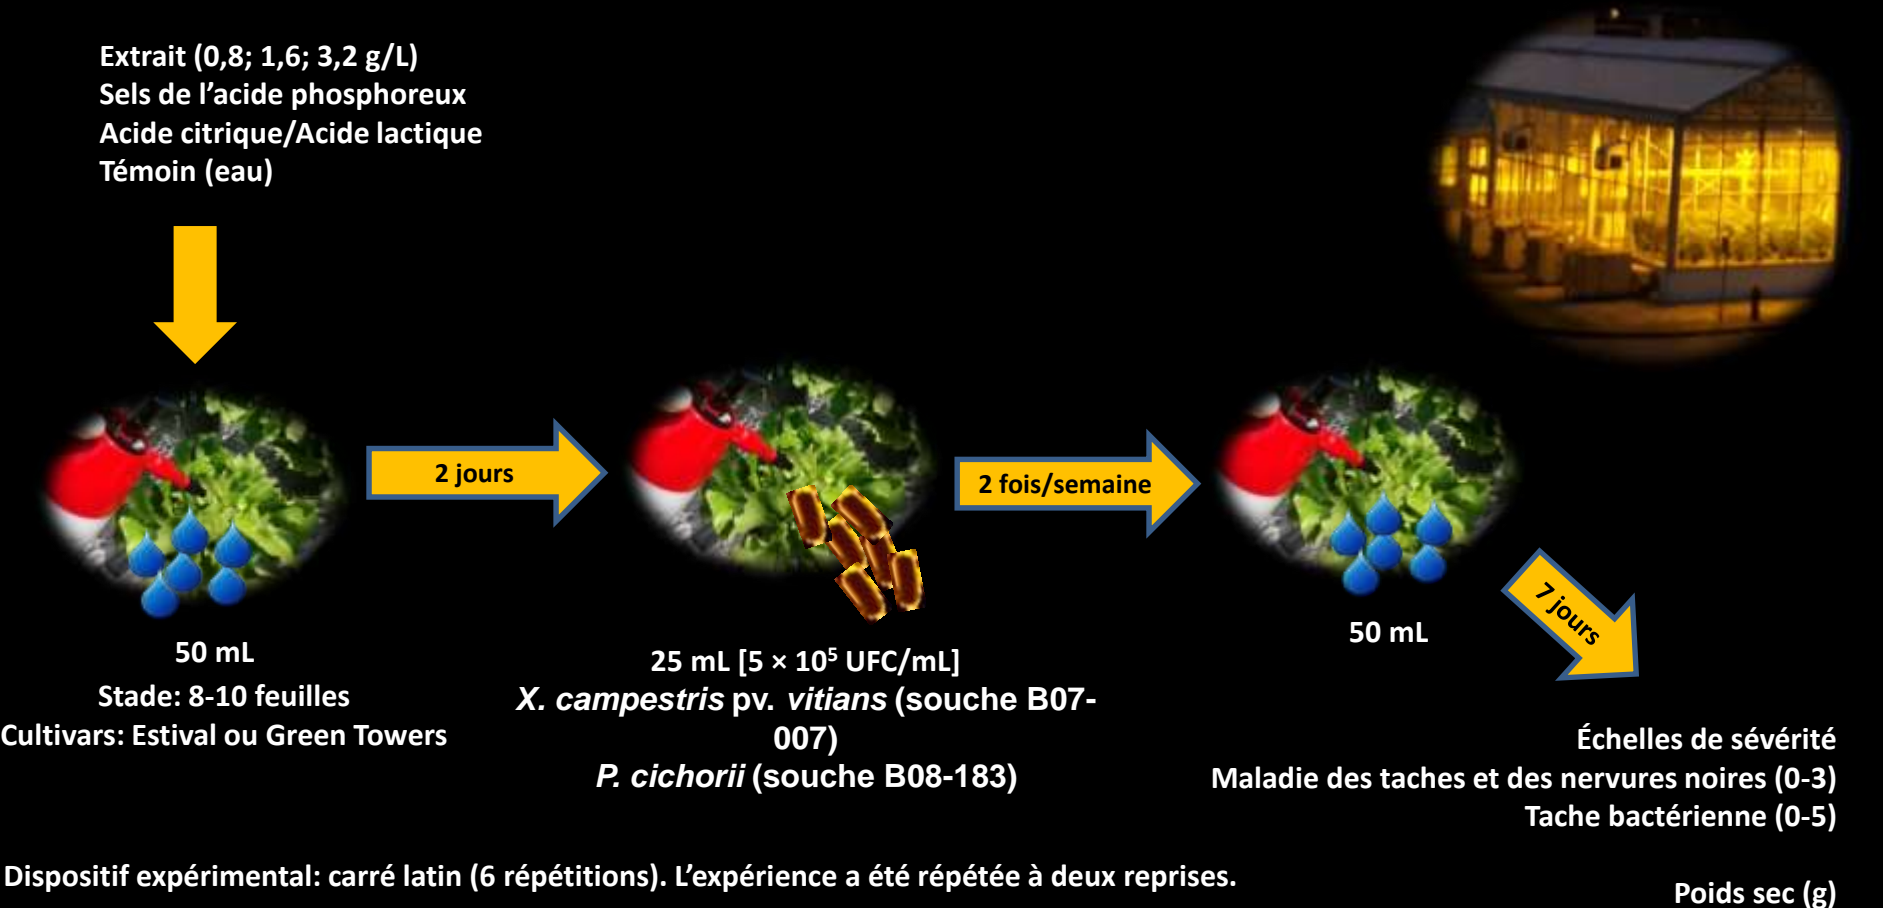 Extrait (0,8; 1,6; 3,2 g/L)
Sels de l’acide phosphoreux
Acide citrique/Acide lactique
Témoin (eau)
2 jours
2 fois/semaine
7 jours
50 mL
Stade: 8-10 feuilles
Cultivars: Estival ou Green Towers
25 mL [5 × 10⁵ UFC/mL]
X. campestris pv. vitians (souche B07-
007)
P. cichorii (souche B08-183)
50 mL
Échelles de sévérité
Maladie des taches et des nervures noires (0-3)
Tache bactérienne (0-5)
Dispositif expérimental: carré latin (6 répétitions). L’expérience a été répétée à deux reprises.
Poids sec (g)